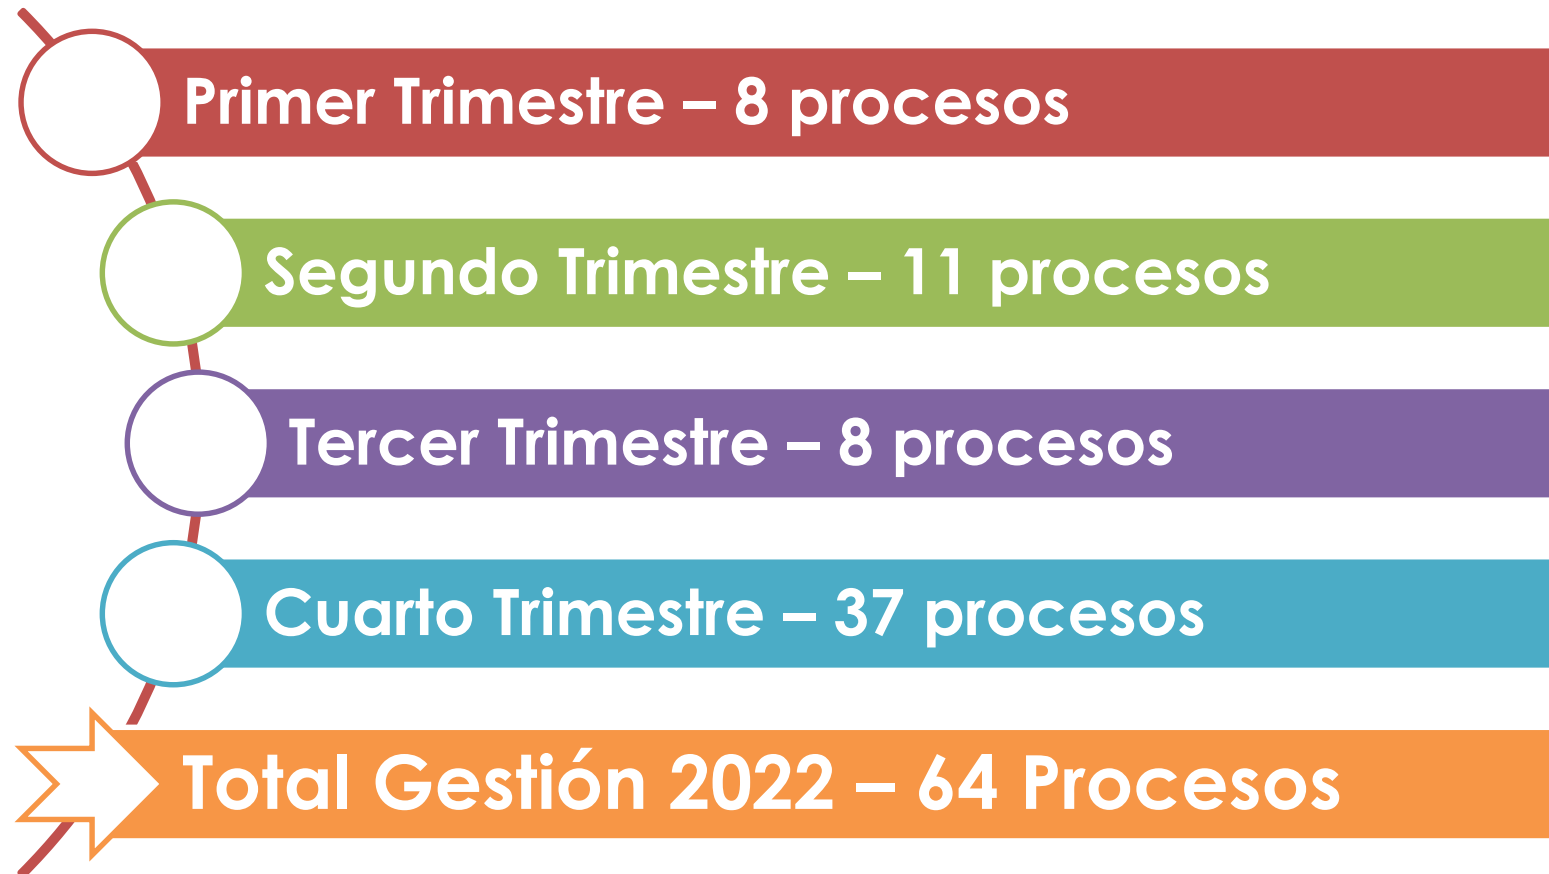 Primer Trimestre – 8 procesos
Segundo Trimestre – 11 procesos
Tercer Trimestre – 8 procesos
Cuarto Trimestre – 37 procesos
Total Gestión 2022 – 64 Procesos